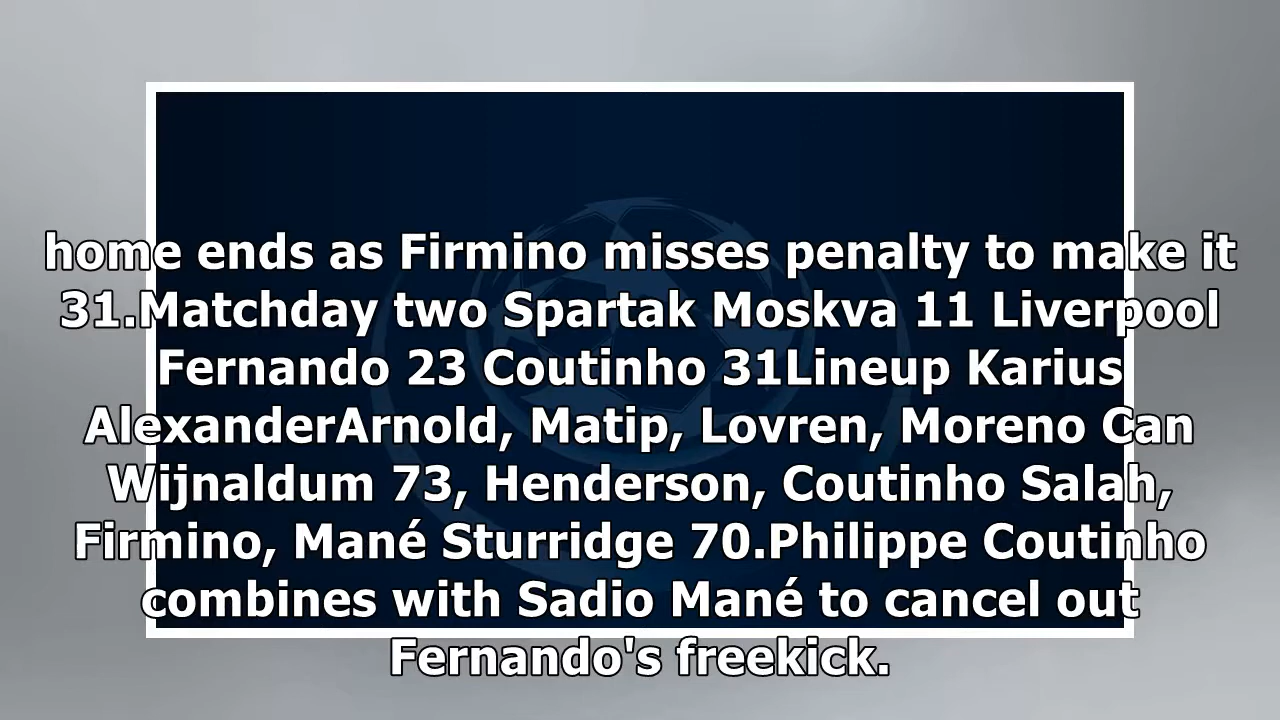 home ends as Firmino misses penalty to make it
31.Matchday two Spartak Moskva 11 Liverpool
Fernando 23 Coutinho 31Lineup Karius
AlexanderArnold, Matip, Lovren, Moreno Can
Wijnaldum 73, Henderson, Coutinho Salah,
Firmino, Mané Sturridge 70.Philippe Coutinho
combines with Sadio Mané to cancel out
Fernando's freekick.